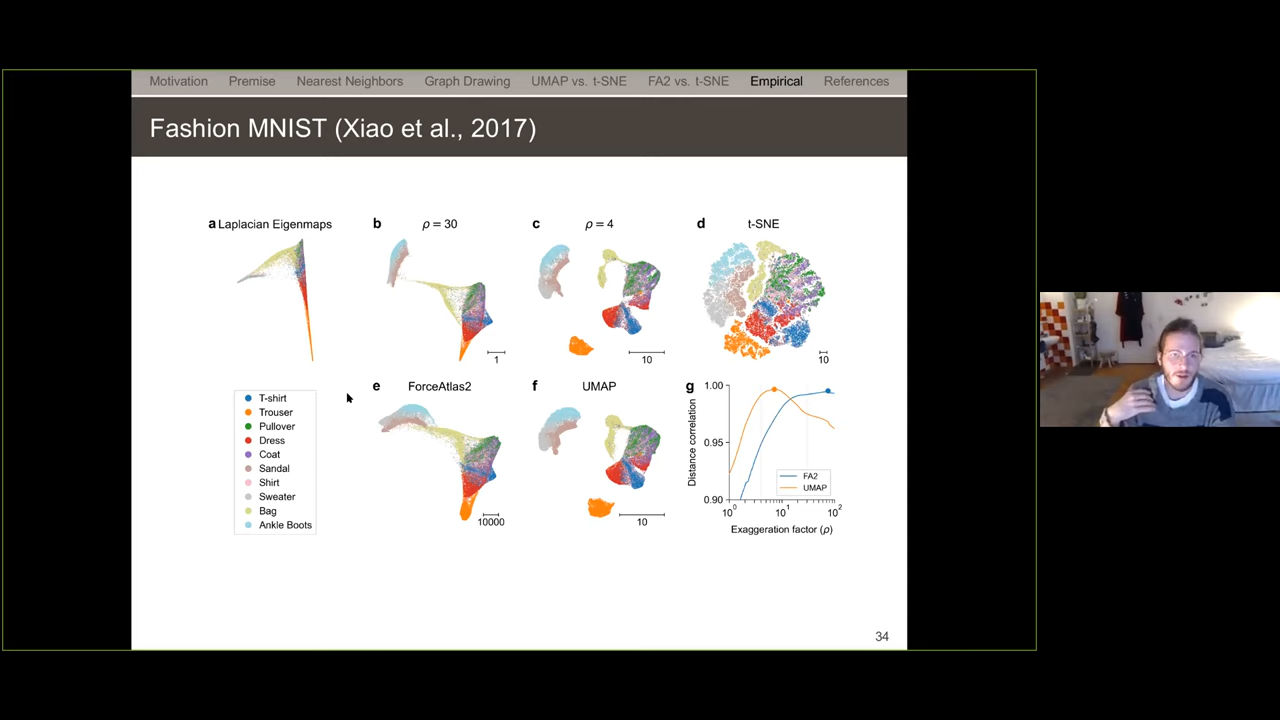 Motivation Premise Nearest Neighbors Graph Drawing UMAP vs. t-SNE FA2 vs. t-SNE Empirical References
Fashion MNIST (Xiao et al., 2017)
a Laplacian Eigenmaps
b ρ = 30
1
c ρ = 4
10
d t-SNE
10
T-shirt
Trouser
Pullover
Dress
Coat
Sandal
Shirt
Sweater
Bag
Ankle Boots
e ForceAtlas2
10000
f UMAP
10
g
Distance correlation
1.00
0.95
0.90
FA2
UMAP
10⁰ 10¹ 10²
Exaggeration factor (ρ)
34